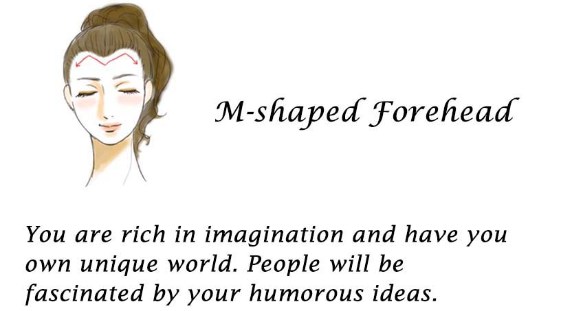 M-shaped Forehead
You are rich in imagination and have you
own unique world. People will be
fascinated by your humorous ideas.